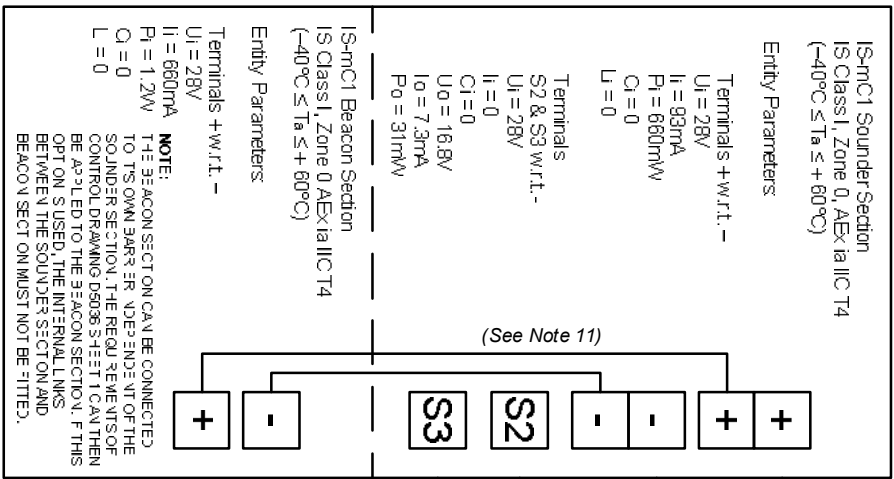 IS-mC1 Sounder Section
IS Class I, Zone 0, AEx ia IIC T4
(–40ºC ≤ Ta ≤ + 60ºC)
Entity Parameters:
Terminals + w.r.t. –
Ui = 28V
Ii = 93mA
Pi = 660mW
Ci = 0
Li = 0
Terminals
S2 & S3 w.r.t.-
Ui = 28V
Ii = 0
Ci = 0
Uo = 16.8V
Io = 7.3mA
Po = 31mW
IS-mC1 Beacon Section
IS Class I, Zone 0 AEx ia IIC T4
(–40ºC ≤ Ta ≤ + 60ºC)
Entity Parameters:
Terminals + w.r.t. –
Ui = 28V
Ii = 660mA
Pi = 1.2W
Ci = 0
L = 0
NOTE:
THE BEACON SECTION CAN BE CONNECTED
TO IT'S OWN BARRIER INDEPENDENT OF THE
SOUNDER SECTION. THE REQUIREMENTS OF
CONTROL DRAWING D5036 SHEET 1 CAN THEN
BE APPLIED TO THE BEACON SECTION. IF THIS
OPTION IS USED, THE INTERNAL LINKS
BETWEEN THE SOUNDER SECTION AND
BEACON SECTION MUST NOT BE FITTED.
(See Note 11)
+
+
-
-
S2
S3
-
+